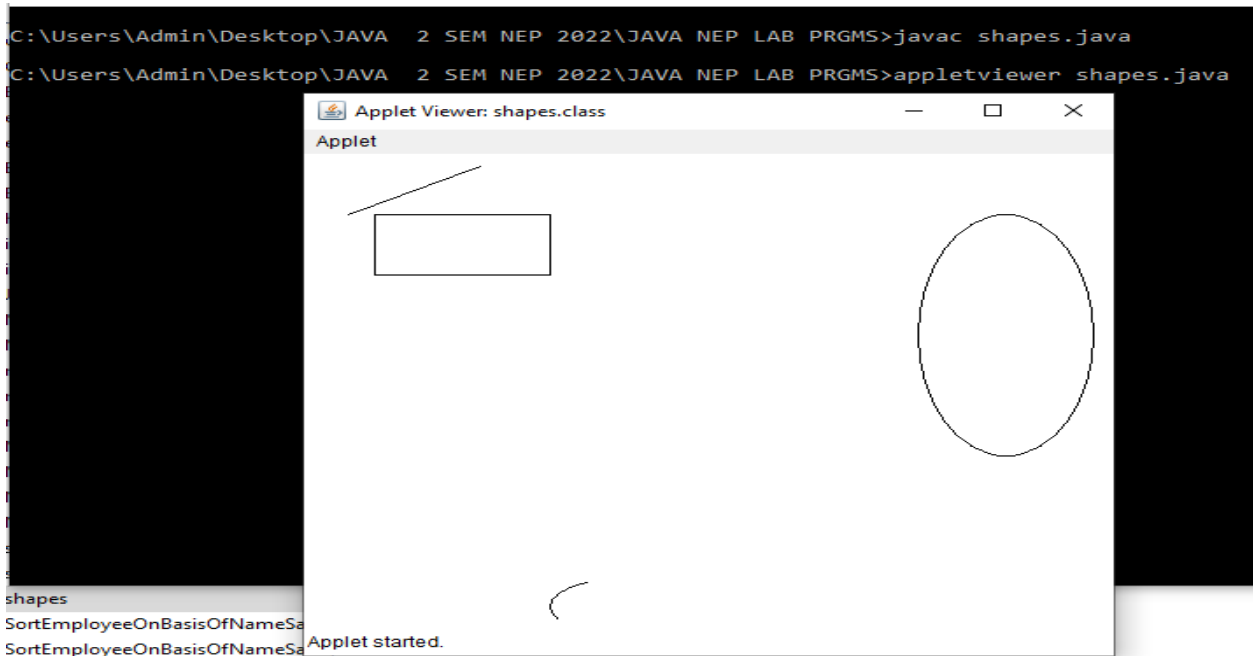 C:\Users\Admin\Desktop\JAVA  2 SEM NEP 2022\JAVA NEP LAB PRGMS>javac shapes.java
C:\Users\Admin\Desktop\JAVA  2 SEM NEP 2022\JAVA NEP LAB PRGMS>appletviewer shapes.java
Applet Viewer: shapes.class
Applet
Applet started.
shapes
SortEmployeeOnBasisOfNameSa
SortEmployeeOnBasisOfNameSa